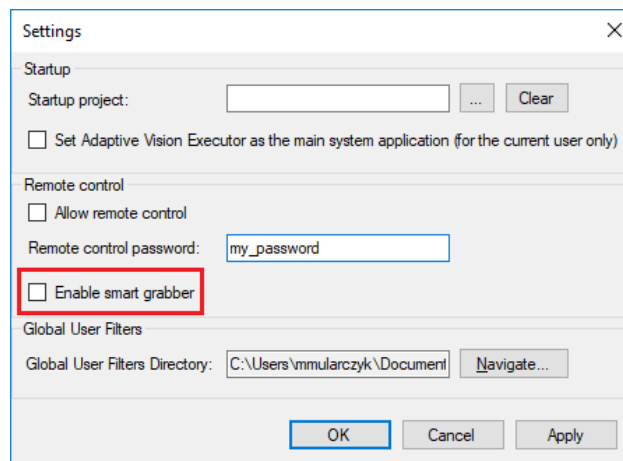 Settings
Startup
Startup project:
... Clear
Set Adaptive Vision Executor as the main system application (for the current user only)
Remote control
Allow remote control
Remote control password: my_password
Enable smart grabber
Global User Filters
Global User Filters Directory: C:\Users\mmularczyk\Document Navigate...
OK Cancel Apply